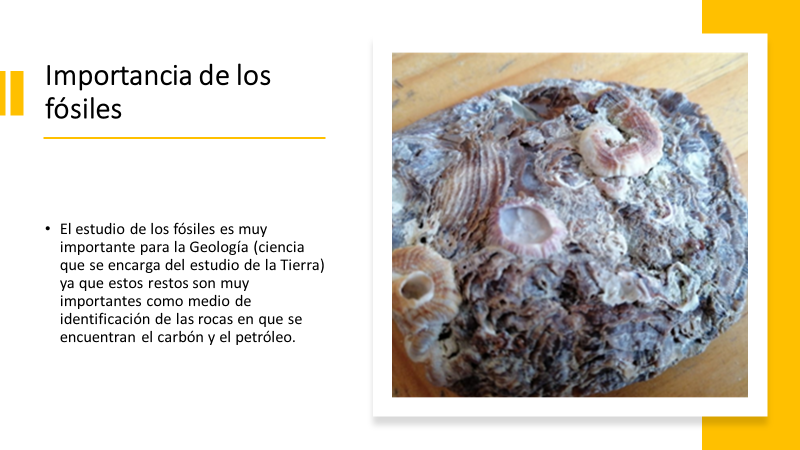 Importancia de los
fósiles
• El estudio de los fósiles es muy
importante para la Geología (ciencia
que se encarga del estudio de la Tierra)
ya que estos restos son muy
importantes como medio de
identificación de las rocas en que se
encuentran el carbón y el petróleo.